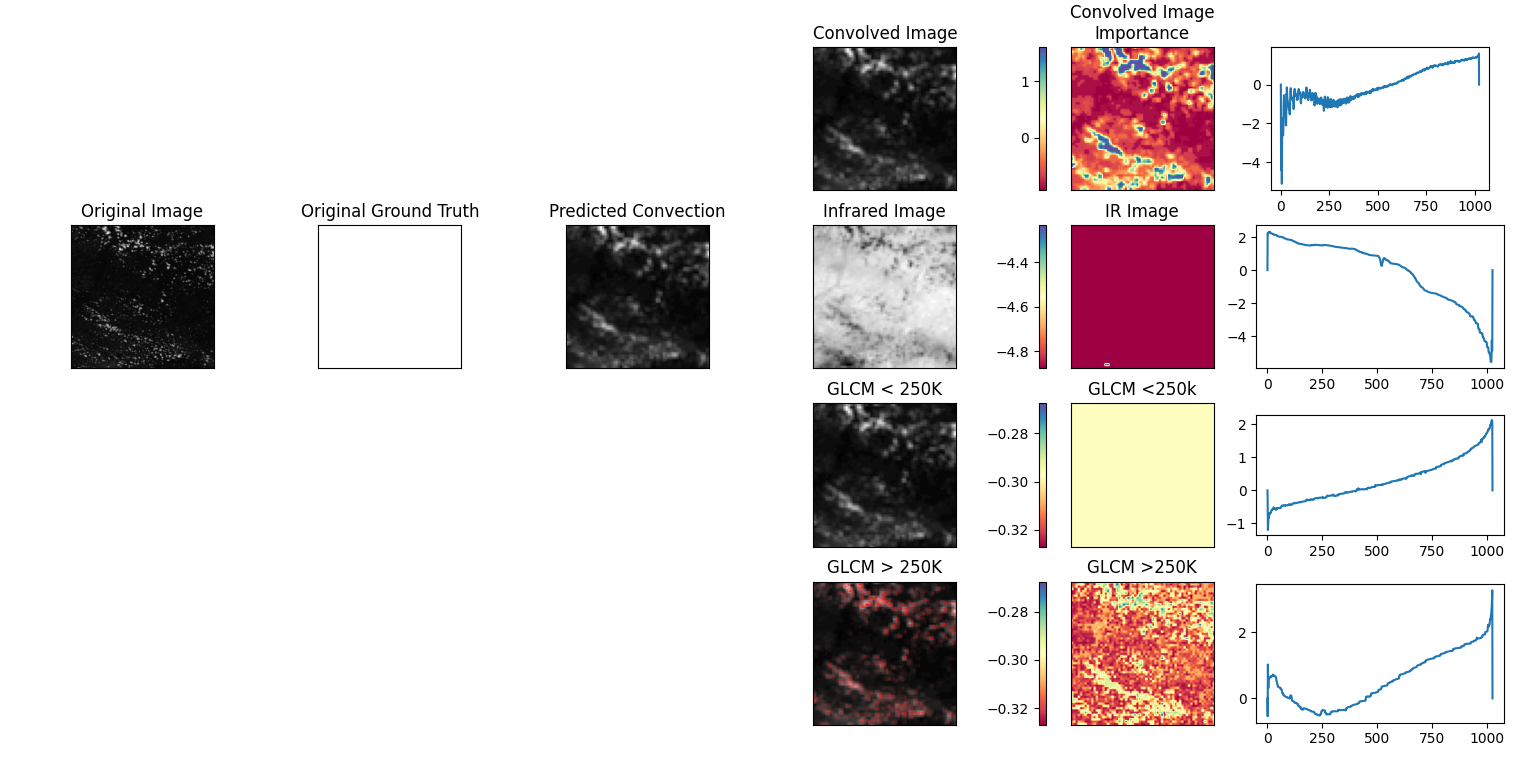 Convolved Image
Convolved Image
Importance
1
0
0
−2
−4
0 250 500 750 1000
Original Image
Original Ground Truth
Predicted Convection
Infrared Image
IR Image
−4.4
−4.6
−4.8
2
0
−2
−4
0 250 500 750 1000
GLCM < 250K
GLCM <250k
−0.28
−0.30
−0.32
2
1
0
−1
0 250 500 750 1000
GLCM > 250K
GLCM >250K
−0.28
−0.30
−0.32
2
0
0 250 500 750 1000